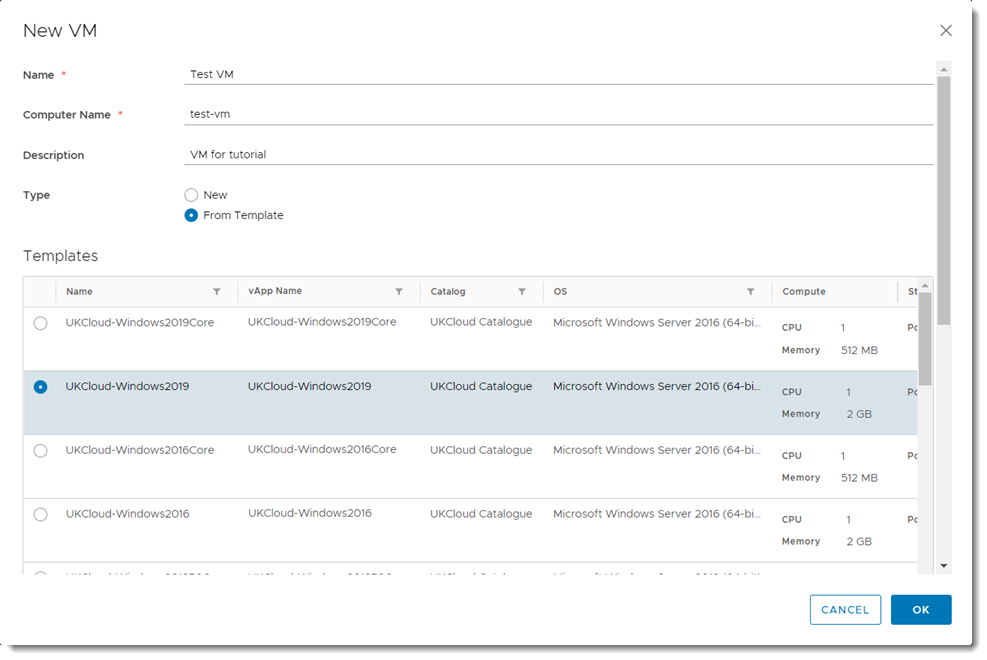 New VM
Name *
Test VM
Computer Name *
test-vm
Description
VM for tutorial
Type
New
From Template
Templates
Name vApp Name Catalog OS Compute St
UKCloud-Windows2019Core UKCloud-Windows2019Core UKCloud Catalogue Microsoft Windows Server 2016 (64-bi... CPU 1 Po
Memory 512 MB
UKCloud-Windows2019 UKCloud-Windows2019 UKCloud Catalogue Microsoft Windows Server 2016 (64-bi... CPU 1 Po
Memory 2 GB
UKCloud-Windows2016Core UKCloud-Windows2016Core UKCloud Catalogue Microsoft Windows Server 2016 (64-bi... CPU 1 Po
Memory 512 MB
UKCloud-Windows2016 UKCloud-Windows2016 UKCloud Catalogue Microsoft Windows Server 2016 (64-bi... CPU 1 Po
Memory 2 GB
CANCEL OK